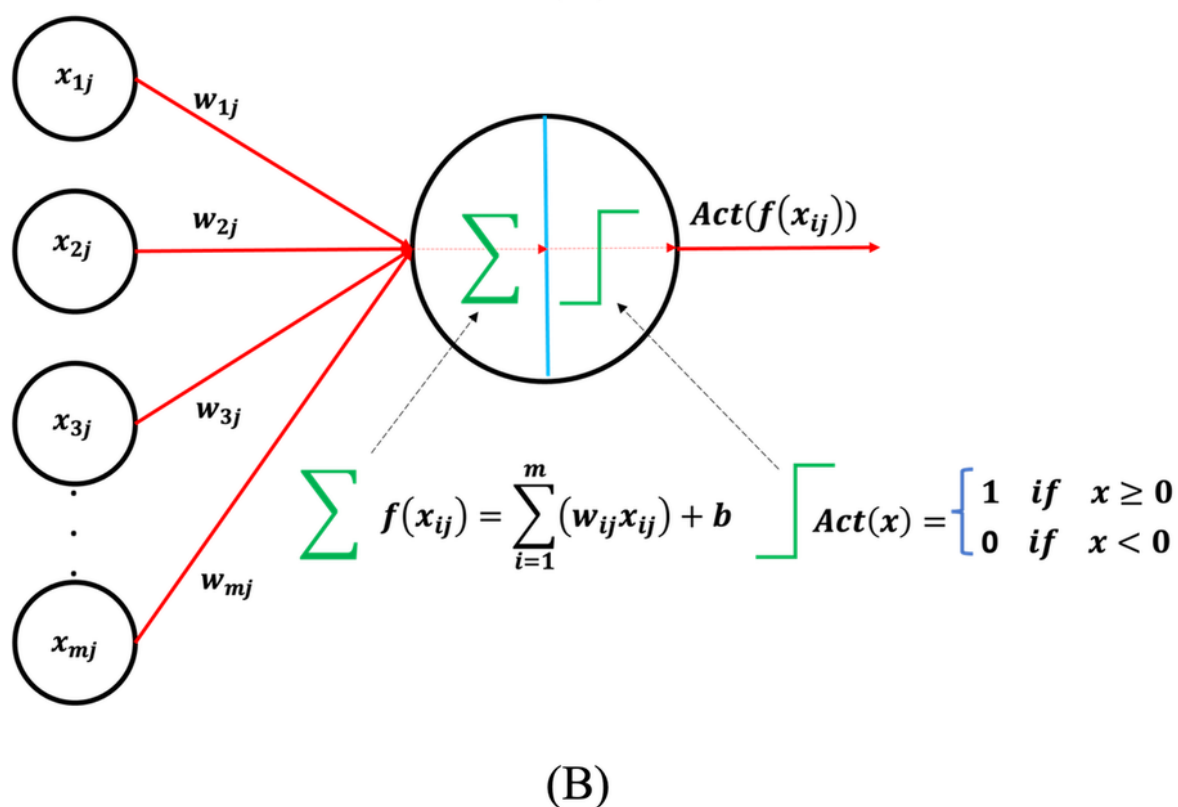 x₁ⱼ
w₁ⱼ
x₂ⱼ
w₂ⱼ
x₃ⱼ
w₃ⱼ
xₘⱼ
wₘⱼ
∑
Act(f(xᵢⱼ))
∑ f(xᵢⱼ) = ∑ᵢ₌₁ᵐ (wᵢⱼxᵢⱼ) + b
Act(x) = { 1 if x ≥ 0
0 if x < 0
(B)